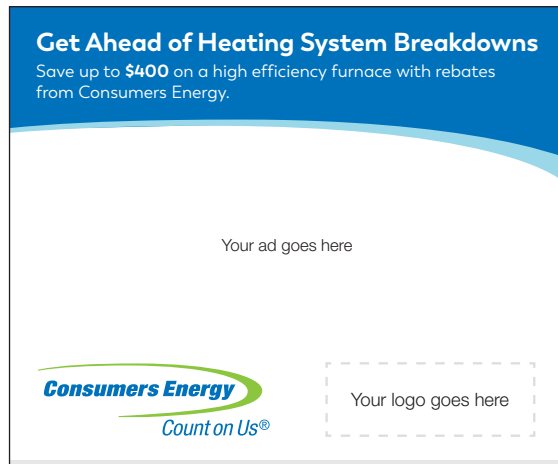 Get Ahead of Heating System Breakdowns
Save up to $400 on a high efficiency furnace with rebates
from Consumers Energy.
Your ad goes here
Consumers Energy
Count on Us®
Your logo goes here